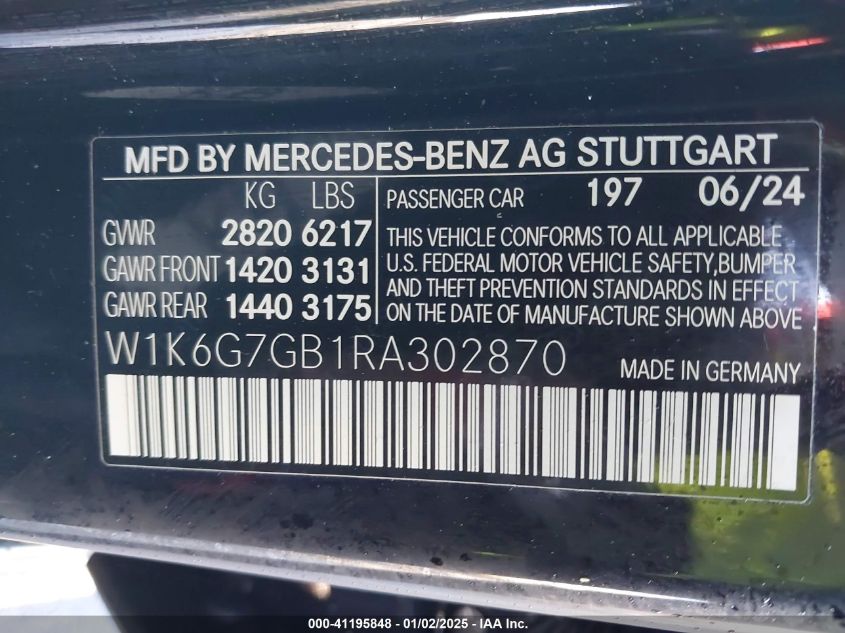 MFD BY MERCEDES-BENZ AG STUTTGART
KG LBS
GVWR 2820 6217
GAWR FRONT 1420 3131
GAWR REAR 1440 3175
PASSENGER CAR 197 06/24
THIS VEHICLE CONFORMS TO ALL APPLICABLE
U.S. FEDERAL MOTOR VEHICLE SAFETY,BUMPER
AND THEFT PREVENTION STANDARDS IN EFFECT
ON THE DATE OF MANUFACTURE SHOWN ABOVE
W1K6G7GB1RA302870
MADE IN GERMANY
000-41195848 - 01/02/2025 - IAA Inc.